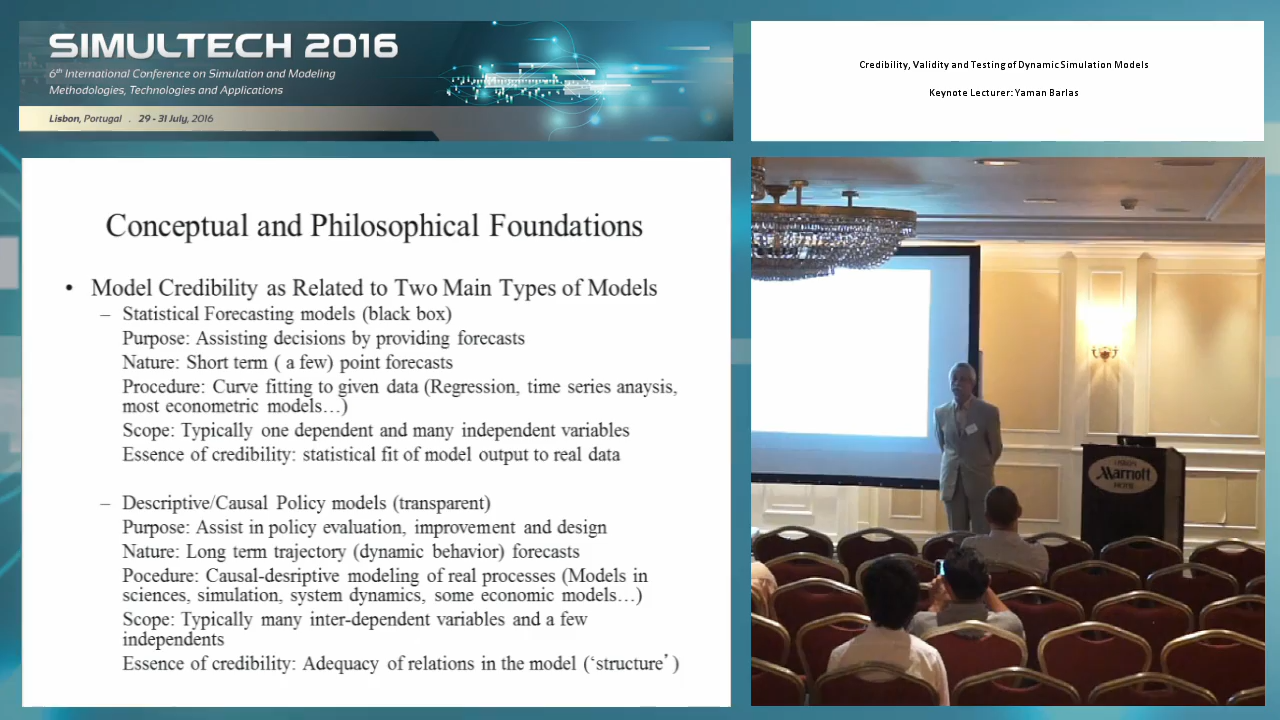 SIMULTECH 2016
6th International Conference on Simulation and Modeling
Methodologies, Technologies and Applications
Lisbon, Portugal . 29 - 31 July, 2016
Credibility, Validity and Testing of Dynamic Simulation Models
Keynote Lecturer: Yaman Barlas
Conceptual and Philosophical Foundations
• Model Credibility as Related to Two Main Types of Models
– Statistical Forecasting models (black box)
Purpose: Assisting decisions by providing forecasts
Nature: Short term ( a few) point forecasts
Procedure: Curve fitting to given data (Regression, time series anaysis,
most econometric models…)
Scope: Typically one dependent and many independent variables
Essence of credibility: statistical fit of model output to real data
– Descriptive/Causal Policy models (transparent)
Purpose: Assist in policy evaluation, improvement and design
Nature: Long term trajectory (dynamic behavior) forecasts
Pocedure: Causal-desriptive modeling of real processes (Models in
sciences, simulation, system dynamics, some economic models…)
Scope: Typically many inter-dependent variables and a few
independents
Essence of credibility: Adequacy of relations in the model (‘structure’ )
Marriott